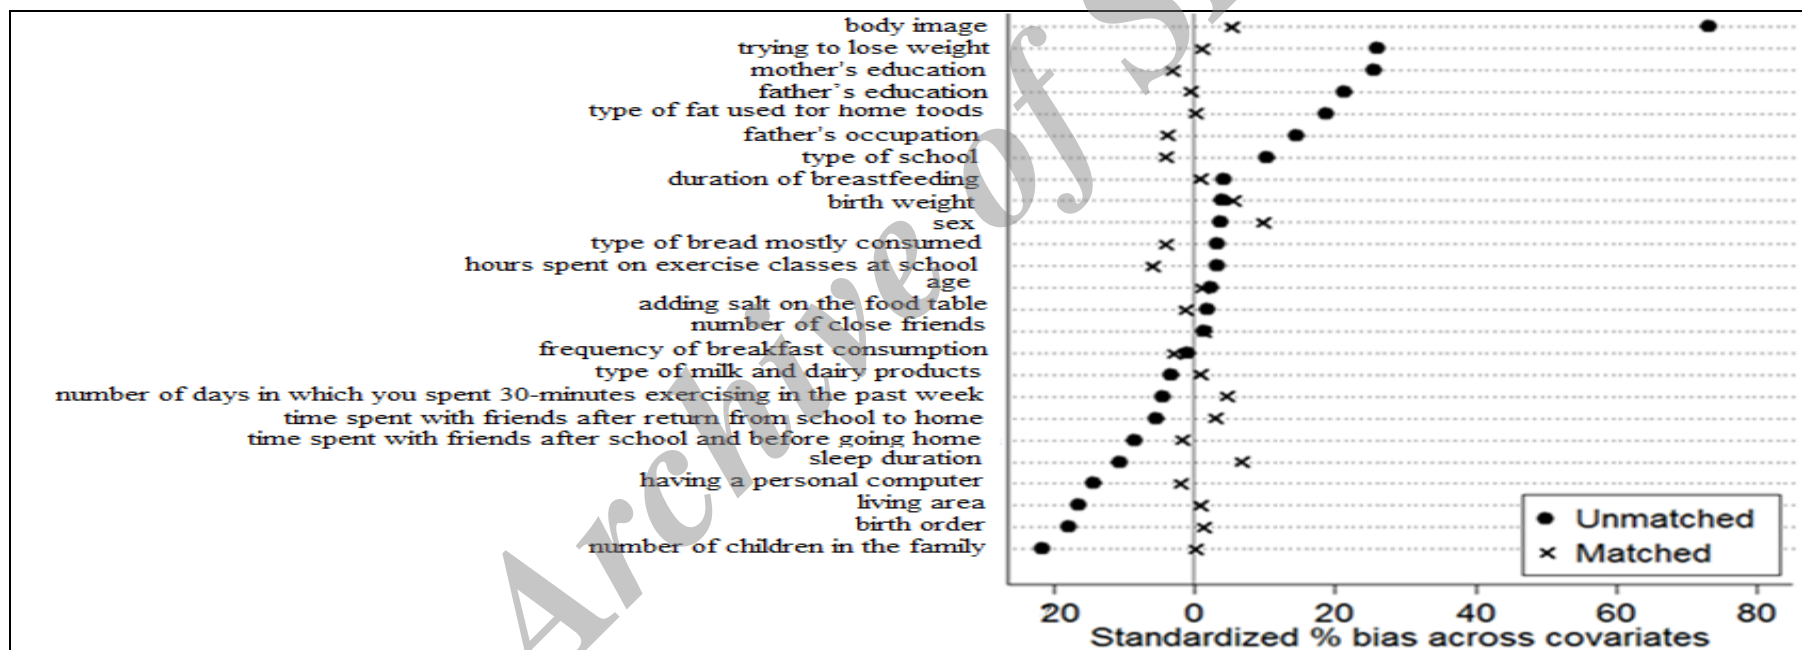 body image
trying to lose weight
mother's education
father's education
type of fat used for home foods
father's occupation
type of school
duration of breastfeeding
birth weight
sex
type of bread mostly consumed
hours spent on exercise classes at school
age
adding salt on the food table
number of close friends
frequency of breakfast consumption
type of milk and dairy products
number of days in which you spent 30-minutes exercising in the past week
time spent with friends after return from school to home
time spent with friends after school and before going home
sleep duration
having a personal computer
living area
birth order
number of children in the family
Unmatched
Matched
20 0 20 40 60 80
Standardized % bias across covariates
Archive of